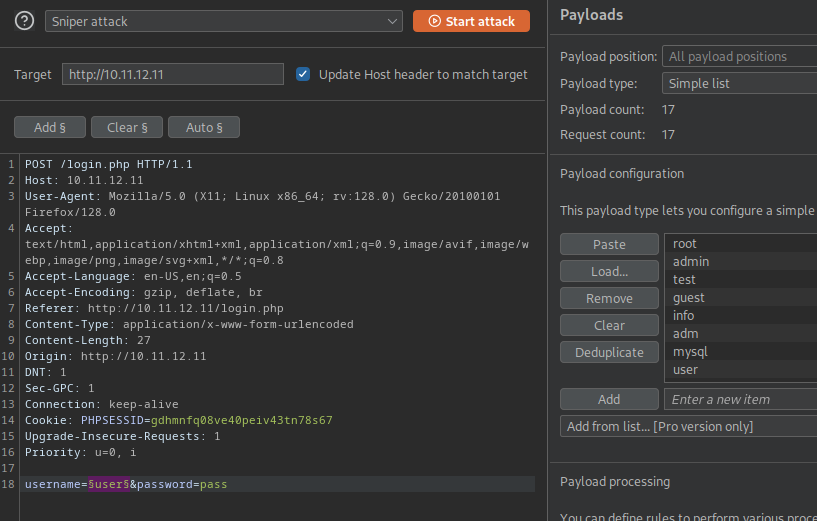 Sniper attack
Start attack
Target
http://10.11.12.11
Update Host header to match target
Add §
Clear §
Auto §
1 POST /login.php HTTP/1.1
2 Host: 10.11.12.11
3 User-Agent: Mozilla/5.0 (X11; Linux x86_64; rv:128.0) Gecko/20100101
Firefox/128.0
4 Accept:
text/html,application/xhtml+xml,application/xml;q=0.9,image/avif,image/w
ebp,image/png,image/svg+xml,*/*;q=0.8
5 Accept-Language: en-US,en;q=0.5
6 Accept-Encoding: gzip, deflate, br
7 Referer: http://10.11.12.11/login.php
8 Content-Type: application/x-www-form-urlencoded
9 Content-Length: 27
10 Origin: http://10.11.12.11
11 DNT: 1
12 Sec-GPC: 1
13 Connection: keep-alive
14 Cookie: PHPSESSID=gdhmnfq08ve40peiv43tn78s67
15 Upgrade-Insecure-Requests: 1
16 Priority: u=0, i
17
18 username=§user§&password=pass
Payloads
Payload position: All payload positions
Payload type: Simple list
Payload count: 17
Request count: 17
Payload configuration
This payload type lets you configure a simple
Paste
Load...
Remove
Clear
Deduplicate
root
admin
test
guest
info
adm
mysql
user
Add
Enter a new item
Add from list... [Pro version only]
Payload processing
You can define rules to perform various proce